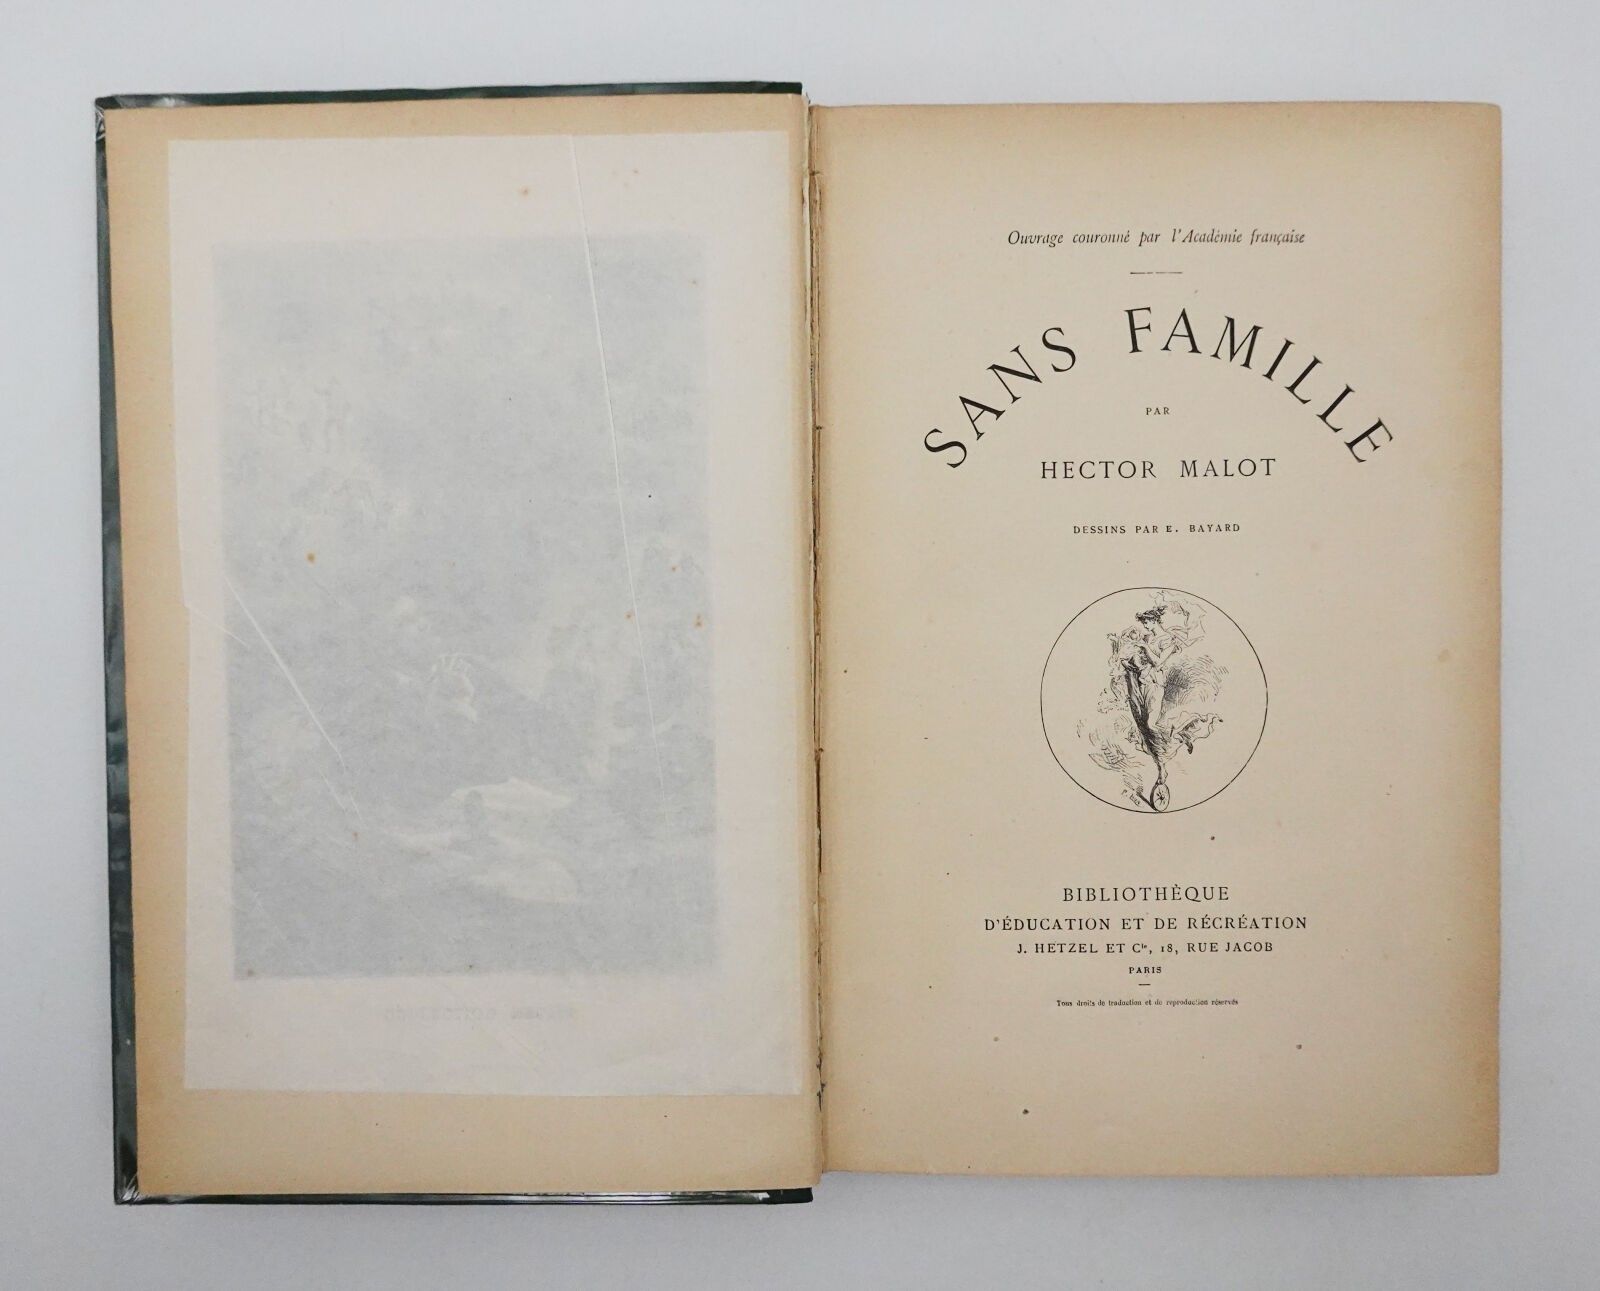 Ouvrage couronné par l'Académie française
SANS FAMILLE
PAR
HECTOR MALOT
DESSINS PAR E. BAYARD
BIBLIOTHÈQUE
D'ÉDUCATION ET DE RÉCRÉATION
J. HETZEL ET Cie, 18, RUE JACOB
PARIS
Tous droits de traduction et de reproduction réservés